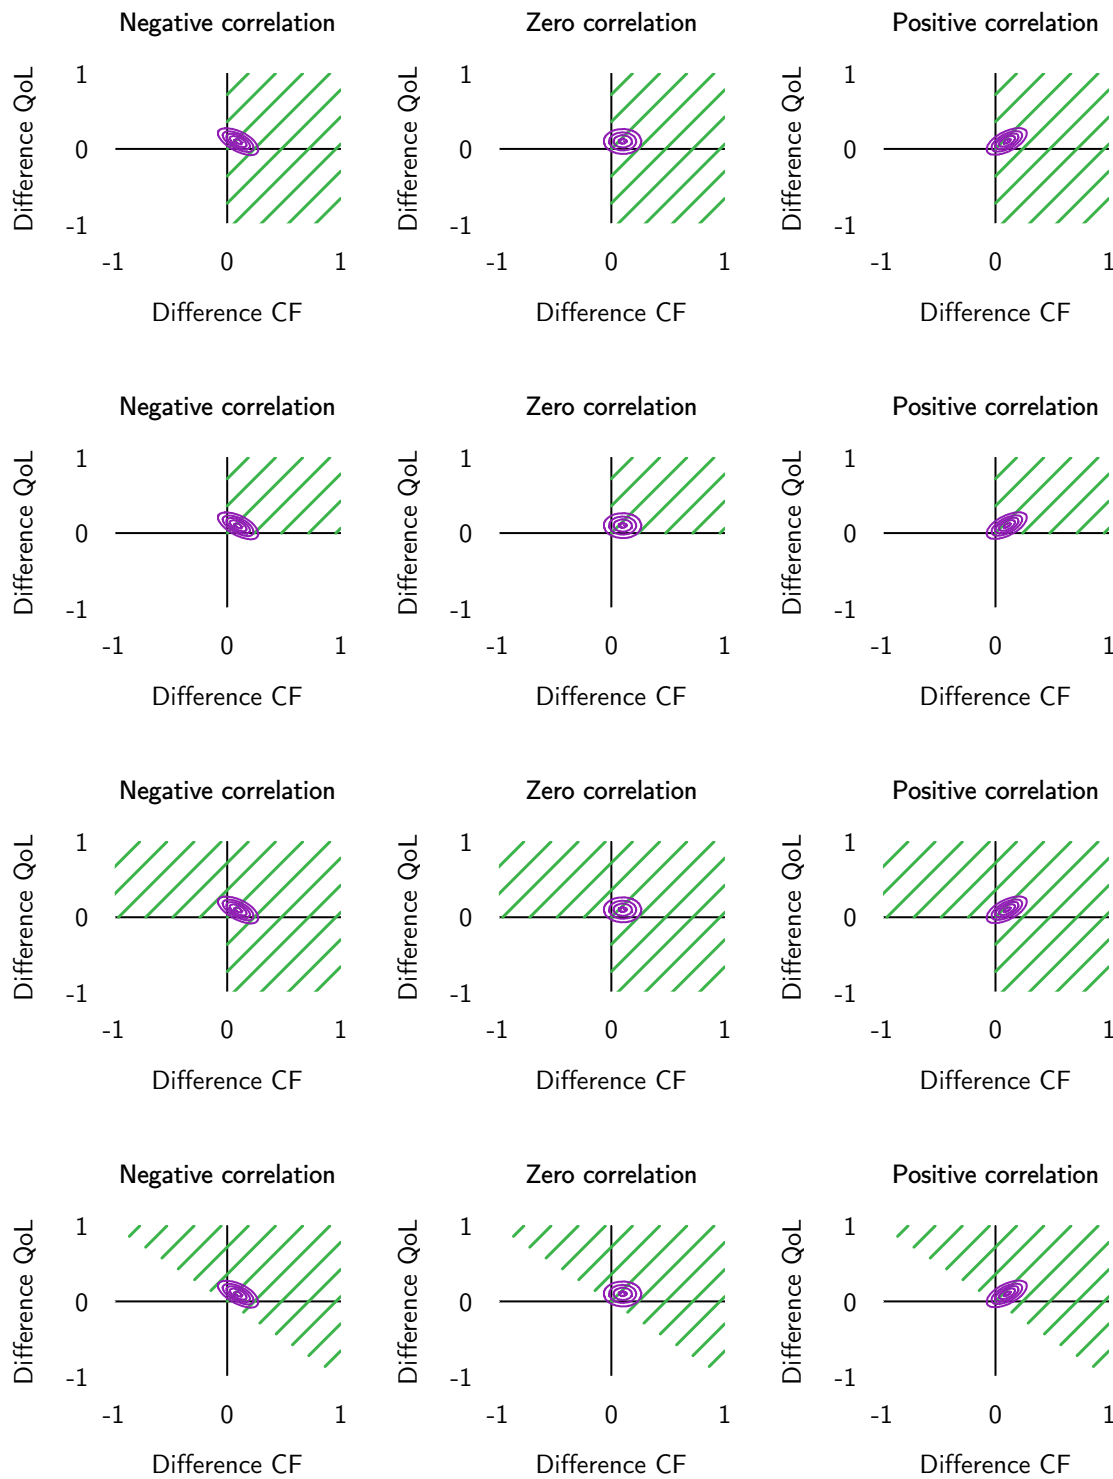 Negative correlation Zero correlation Positive correlation
Difference QoL Difference QoL Difference QoL
1 1 1
0 0 0
-1 -1 -1
-1 0 1 -1 0 1 -1 0 1
Difference CF Difference CF Difference CF
Negative correlation Zero correlation Positive correlation
Difference QoL Difference QoL Difference QoL
1 1 1
0 0 0
-1 -1 -1
-1 0 1 -1 0 1 -1 0 1
Difference CF Difference CF Difference CF
Negative correlation Zero correlation Positive correlation
Difference QoL Difference QoL Difference QoL
1 1 1
0 0 0
-1 -1 -1
-1 0 1 -1 0 1 -1 0 1
Difference CF Difference CF Difference CF
Negative correlation Zero correlation Positive correlation
Difference QoL Difference QoL Difference QoL
1 1 1
0 0 0
-1 -1 -1
-1 0 1 -1 0 1 -1 0 1
Difference CF Difference CF Difference CF